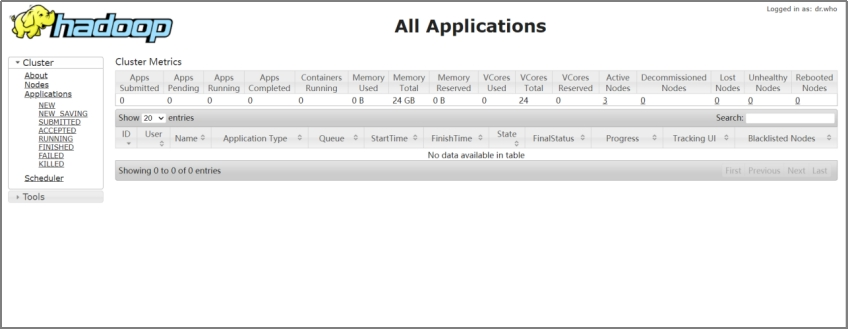 Logged in as: dr.who
hadoop
All Applications
Cluster
About
Nodes
Applications
NEW
NEW_SAVING
SUBMITTED
ACCEPTED
RUNNING
FINISHED
FAILED
KILLED
Scheduler
Tools
Cluster Metrics
Apps Submitted Apps Pending Apps Running Apps Completed Containers Running Memory Used Memory Total Memory Reserved VCores Used VCores Total VCores Reserved Active Nodes Decommissioned Nodes Lost Nodes Unhealthy Nodes Rebooted Nodes
0 0 0 0 0 0 B 24 GB 0 B 0 24 0 3 0 0 0 0
Show 20 entries Search:
ID User Name Application Type Queue StartTime FinishTime State FinalStatus Progress Tracking UI Blacklisted Nodes
No data available in table
Showing 0 to 0 of 0 entries First Previous Next Last